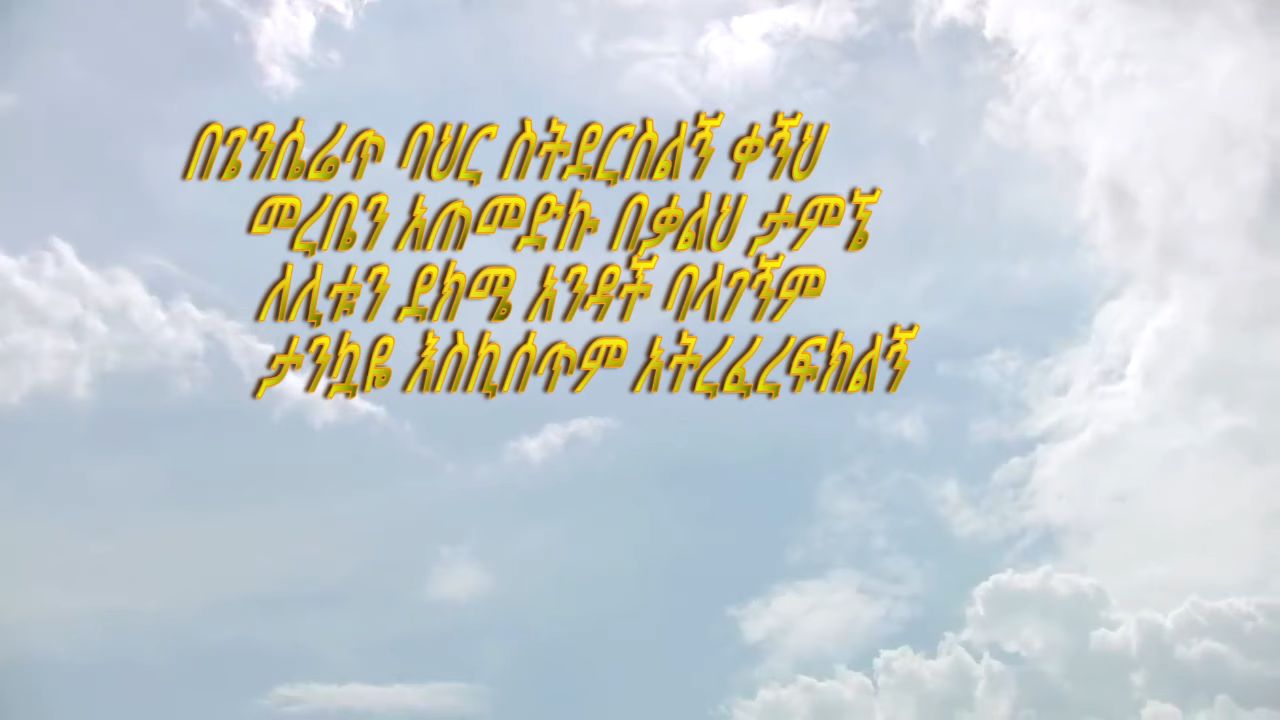 በጌንሴሬጥ ባህር ስትደርስልኝ ቀኝህ
መረቤን አጠመድኩ በቃልህ ታምኜ
ለሊቱን ደክሜ አንዳች ባላገኝም
ታንኳዬ እስኪሰጥም አትረፈረፍክልኝ